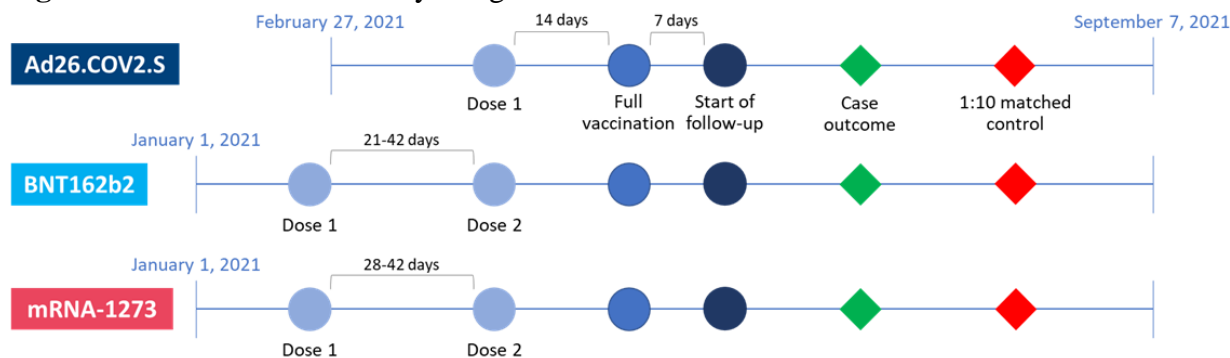 February 27, 2021
14 days
7 days
September 7, 2021
Ad26.COV2.S
Dose 1
Full
vaccination
Start of
follow-up
Case
outcome
1:10 matched
control
January 1, 2021
21-42 days
BNT162b2
Dose 1
Dose 2
January 1, 2021
28-42 days
mRNA-1273
Dose 1
Dose 2